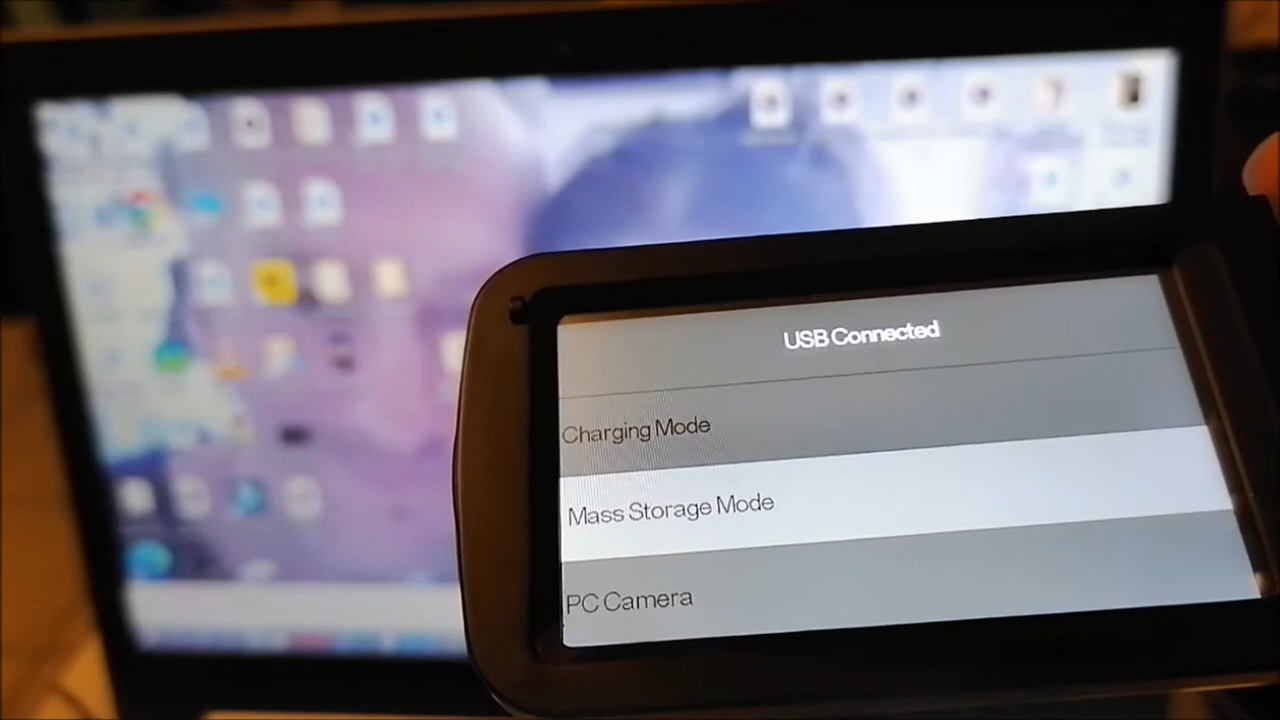 USB Connected
Charging Mode
Mass Storage Mode
PC Camera